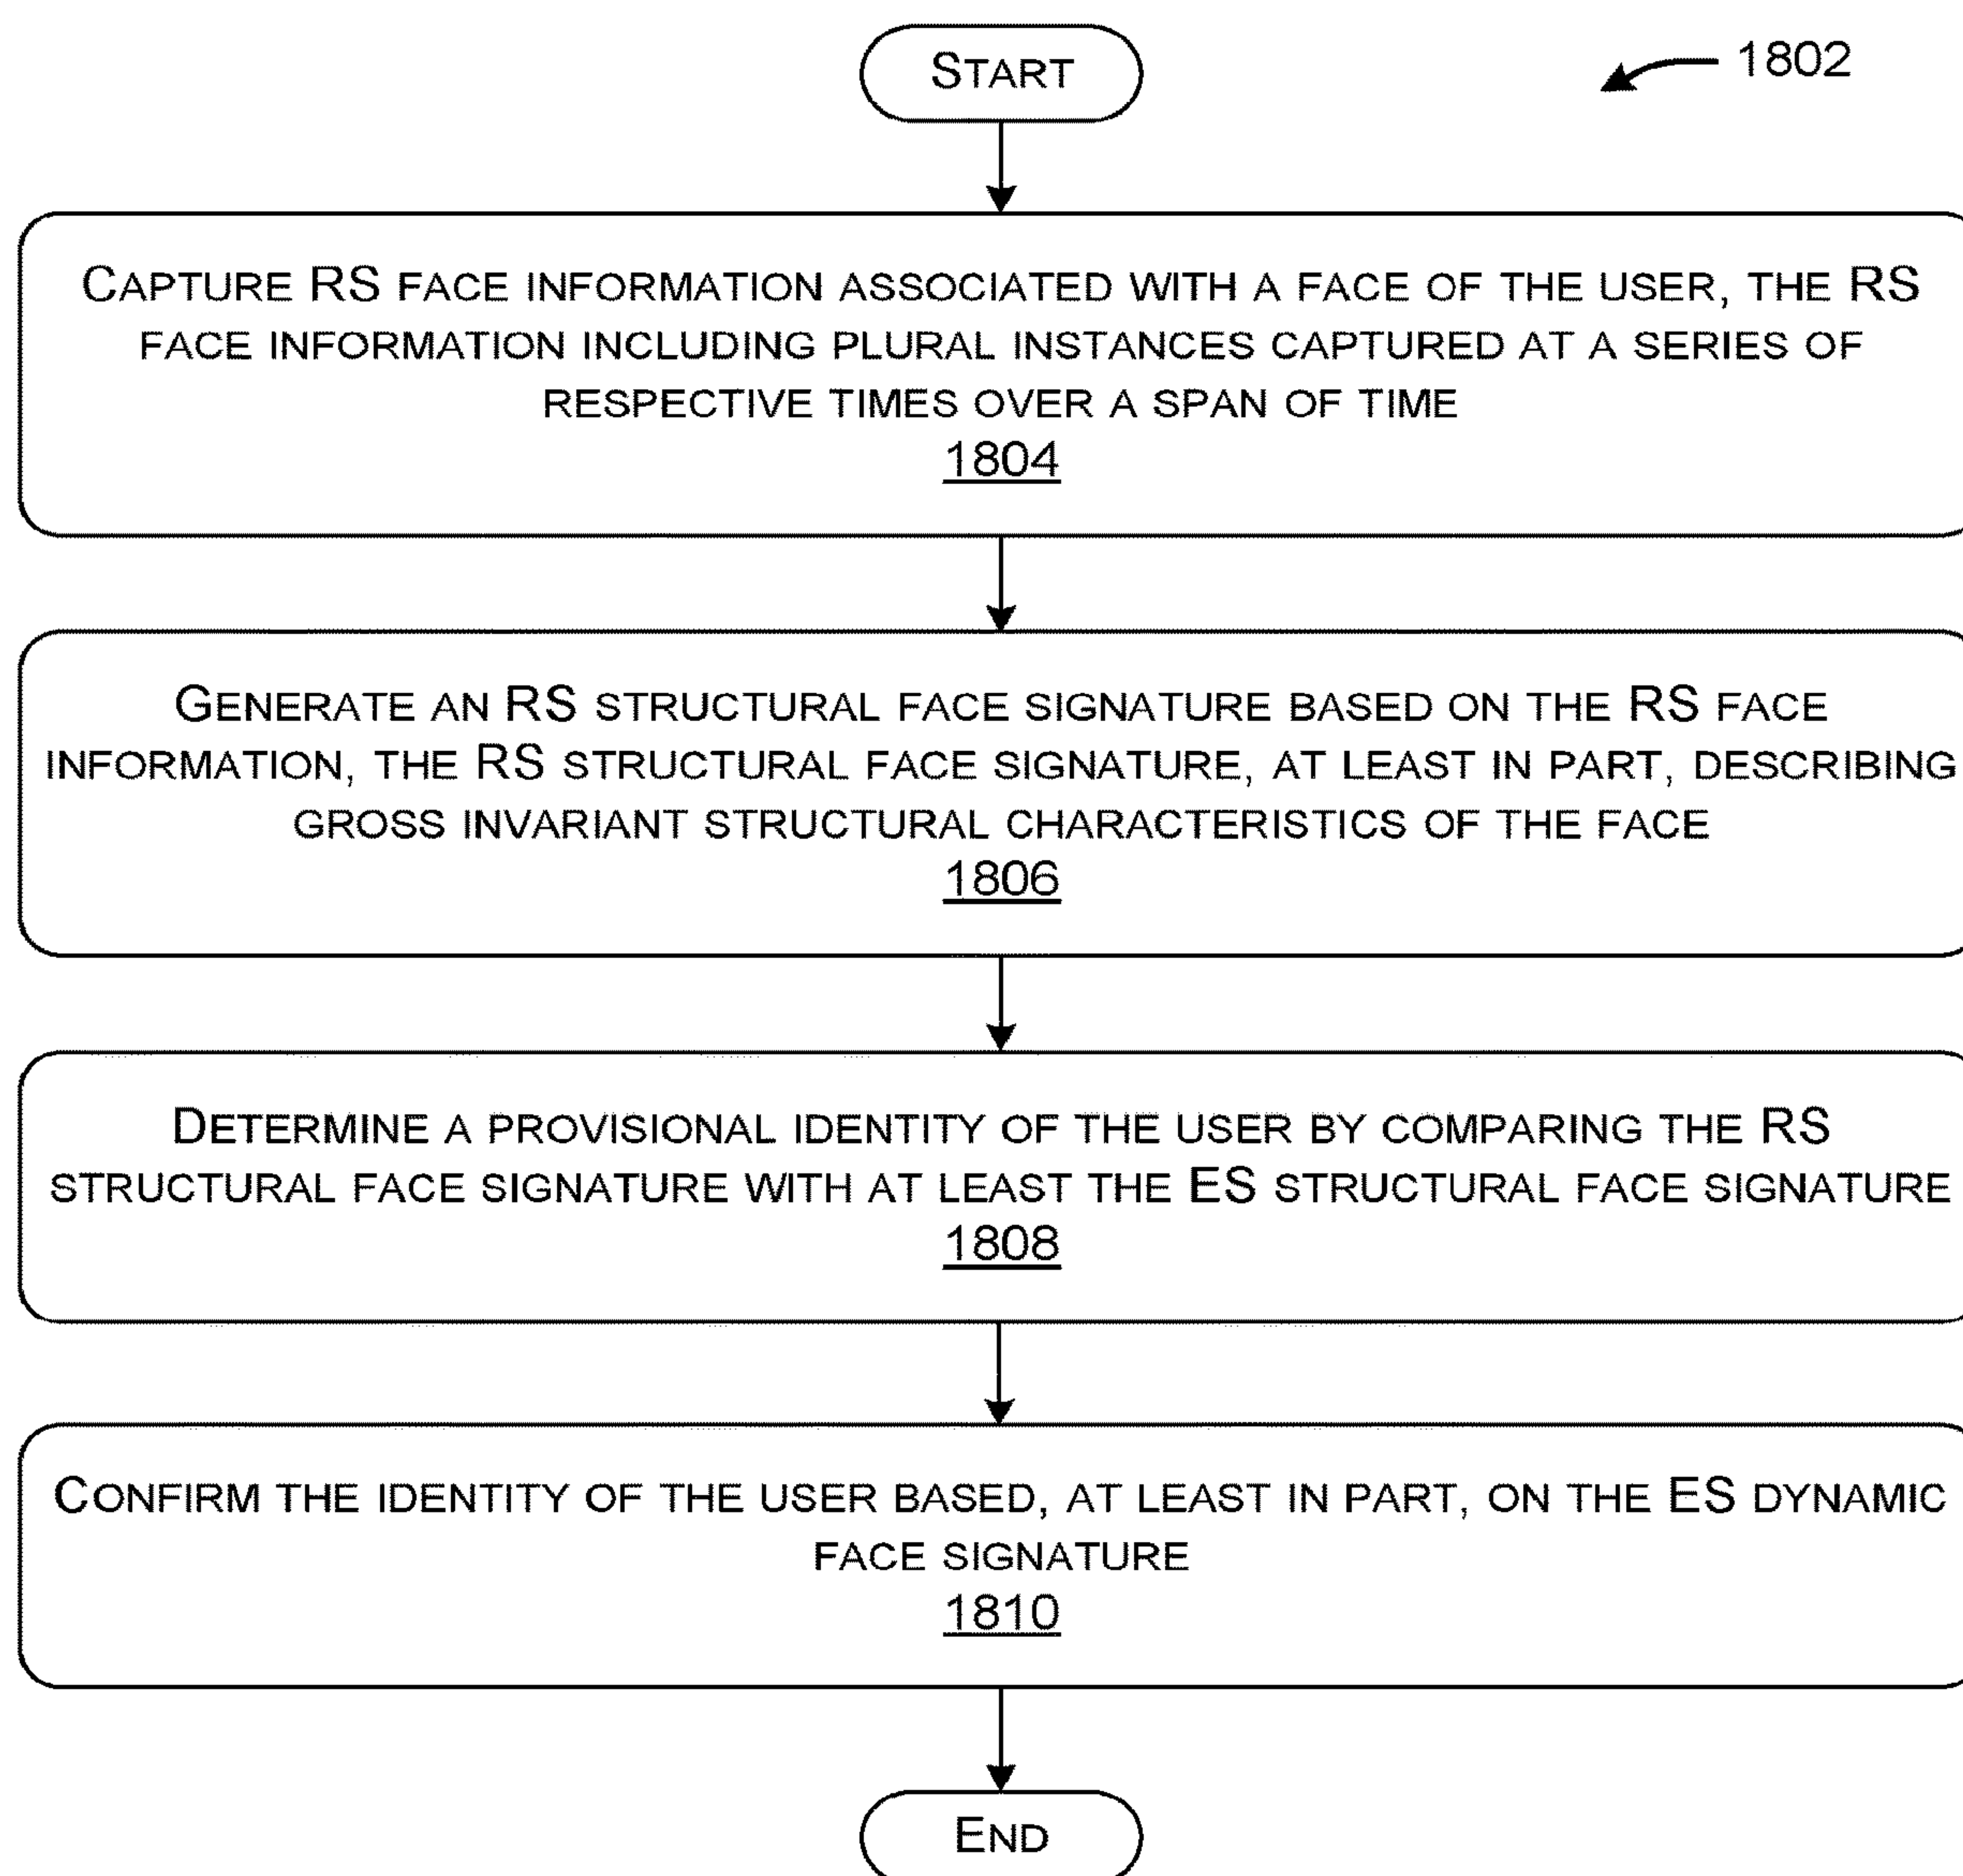 START
1802
CAPTURE RS FACE INFORMATION ASSOCIATED WITH A FACE OF THE USER, THE RS
FACE INFORMATION INCLUDING PLURAL INSTANCES CAPTURED AT A SERIES OF
RESPECTIVE TIMES OVER A SPAN OF TIME
1804
GENERATE AN RS STRUCTURAL FACE SIGNATURE BASED ON THE RS FACE
INFORMATION, THE RS STRUCTURAL FACE SIGNATURE, AT LEAST IN PART, DESCRIBING
GROSS INVARIANT STRUCTURAL CHARACTERISTICS OF THE FACE
1806
DETERMINE A PROVISIONAL IDENTITY OF THE USER BY COMPARING THE RS
STRUCTURAL FACE SIGNATURE WITH AT LEAST THE ES STRUCTURAL FACE SIGNATURE
1808
CONFIRM THE IDENTITY OF THE USER BASED, AT LEAST IN PART, ON THE ES DYNAMIC
FACE SIGNATURE
1810
END